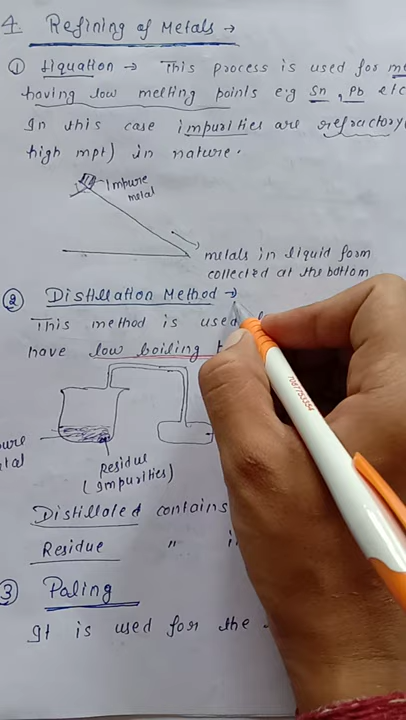 4. Refining of Metals →
① Liquation → This process is used for
having low melting points e.g Sn, Pb etc
In this case impurities are refractory (
high mpt) in nature.
Impure
metal
metals in liquid form
collected at the bottom
② Distillation Method →
This method is used
have low boiling
Residue
(Impurities)
Distillated contains
Residue "
③ Paling
It is used for the
7087753354